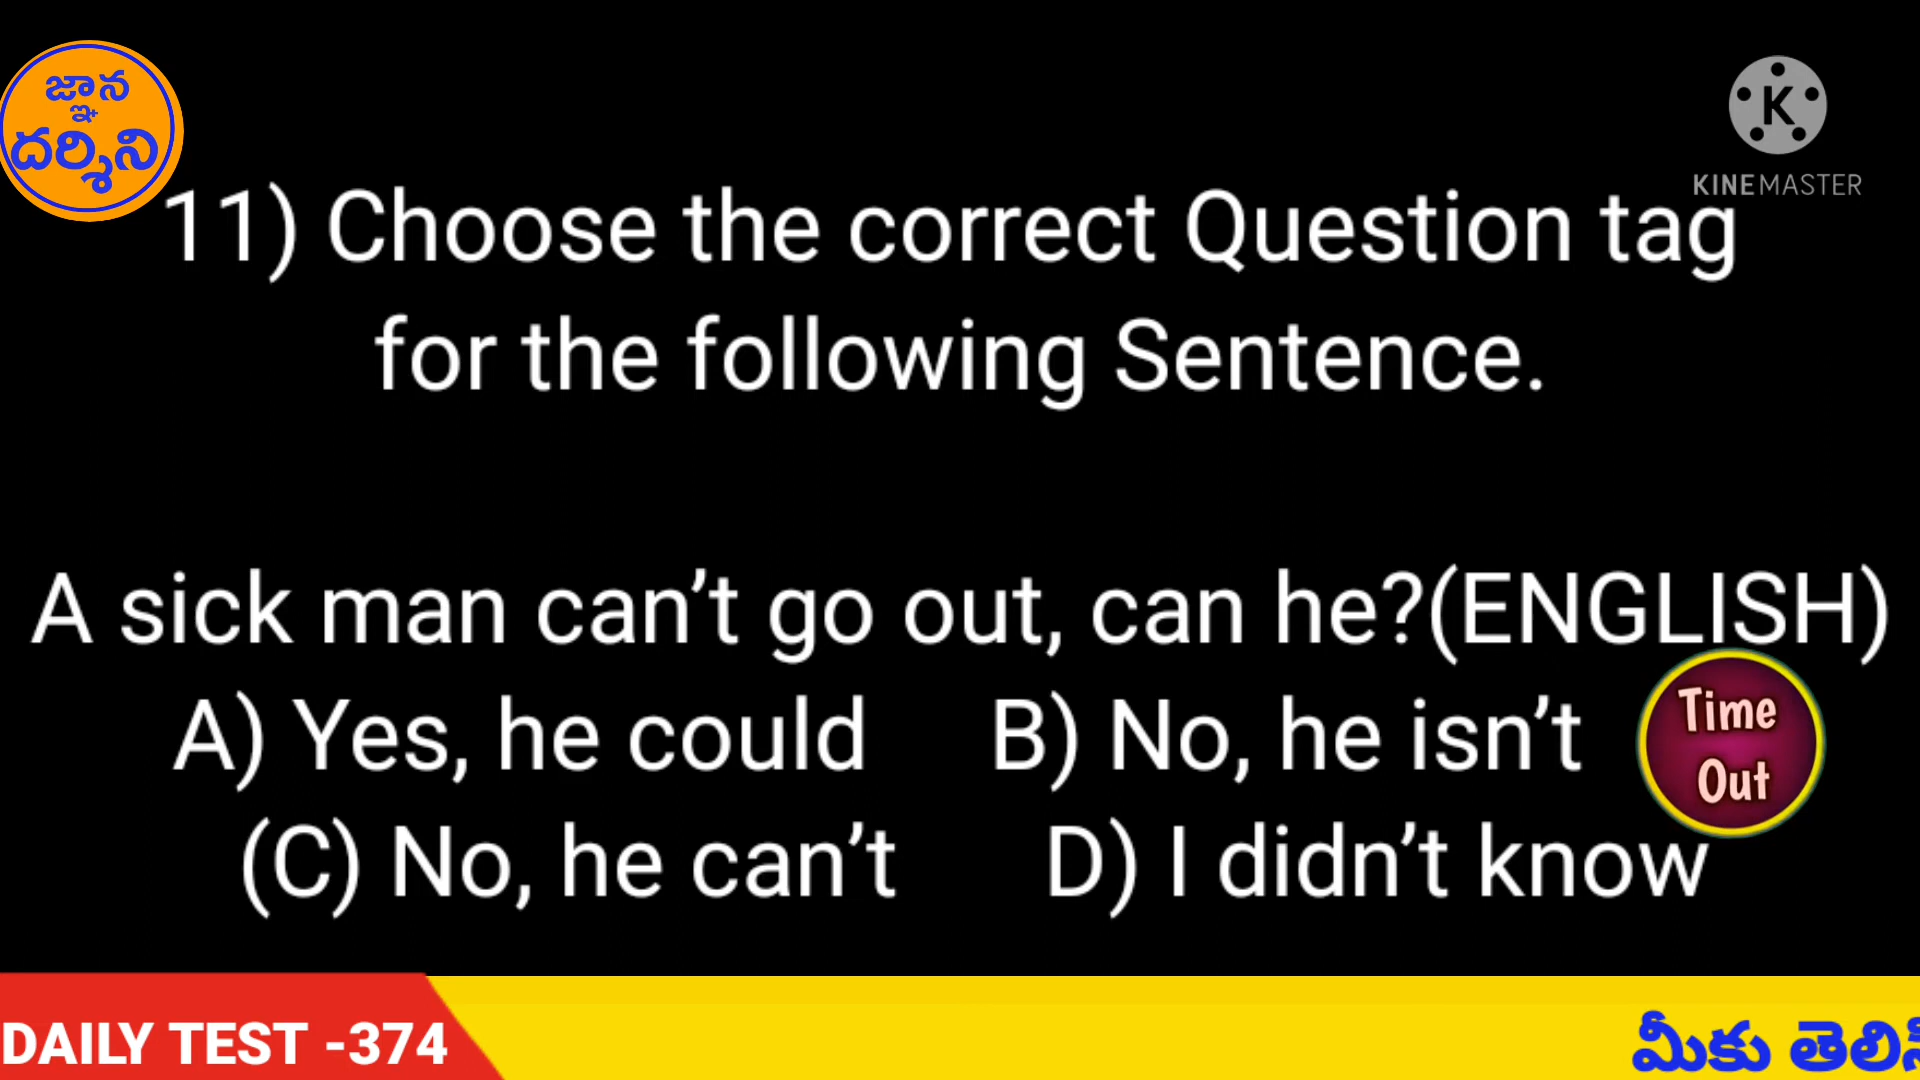 జ్ఞాన
దర్శిని
KINEMASTER
11) Choose the correct Question tag
for the following Sentence.
A sick man can’t go out, can he?(ENGLISH)
A) Yes, he could B) No, he isn’t
Time
Out
(C) No, he can’t D) I didn’t know
DAILY TEST -374
మీకు